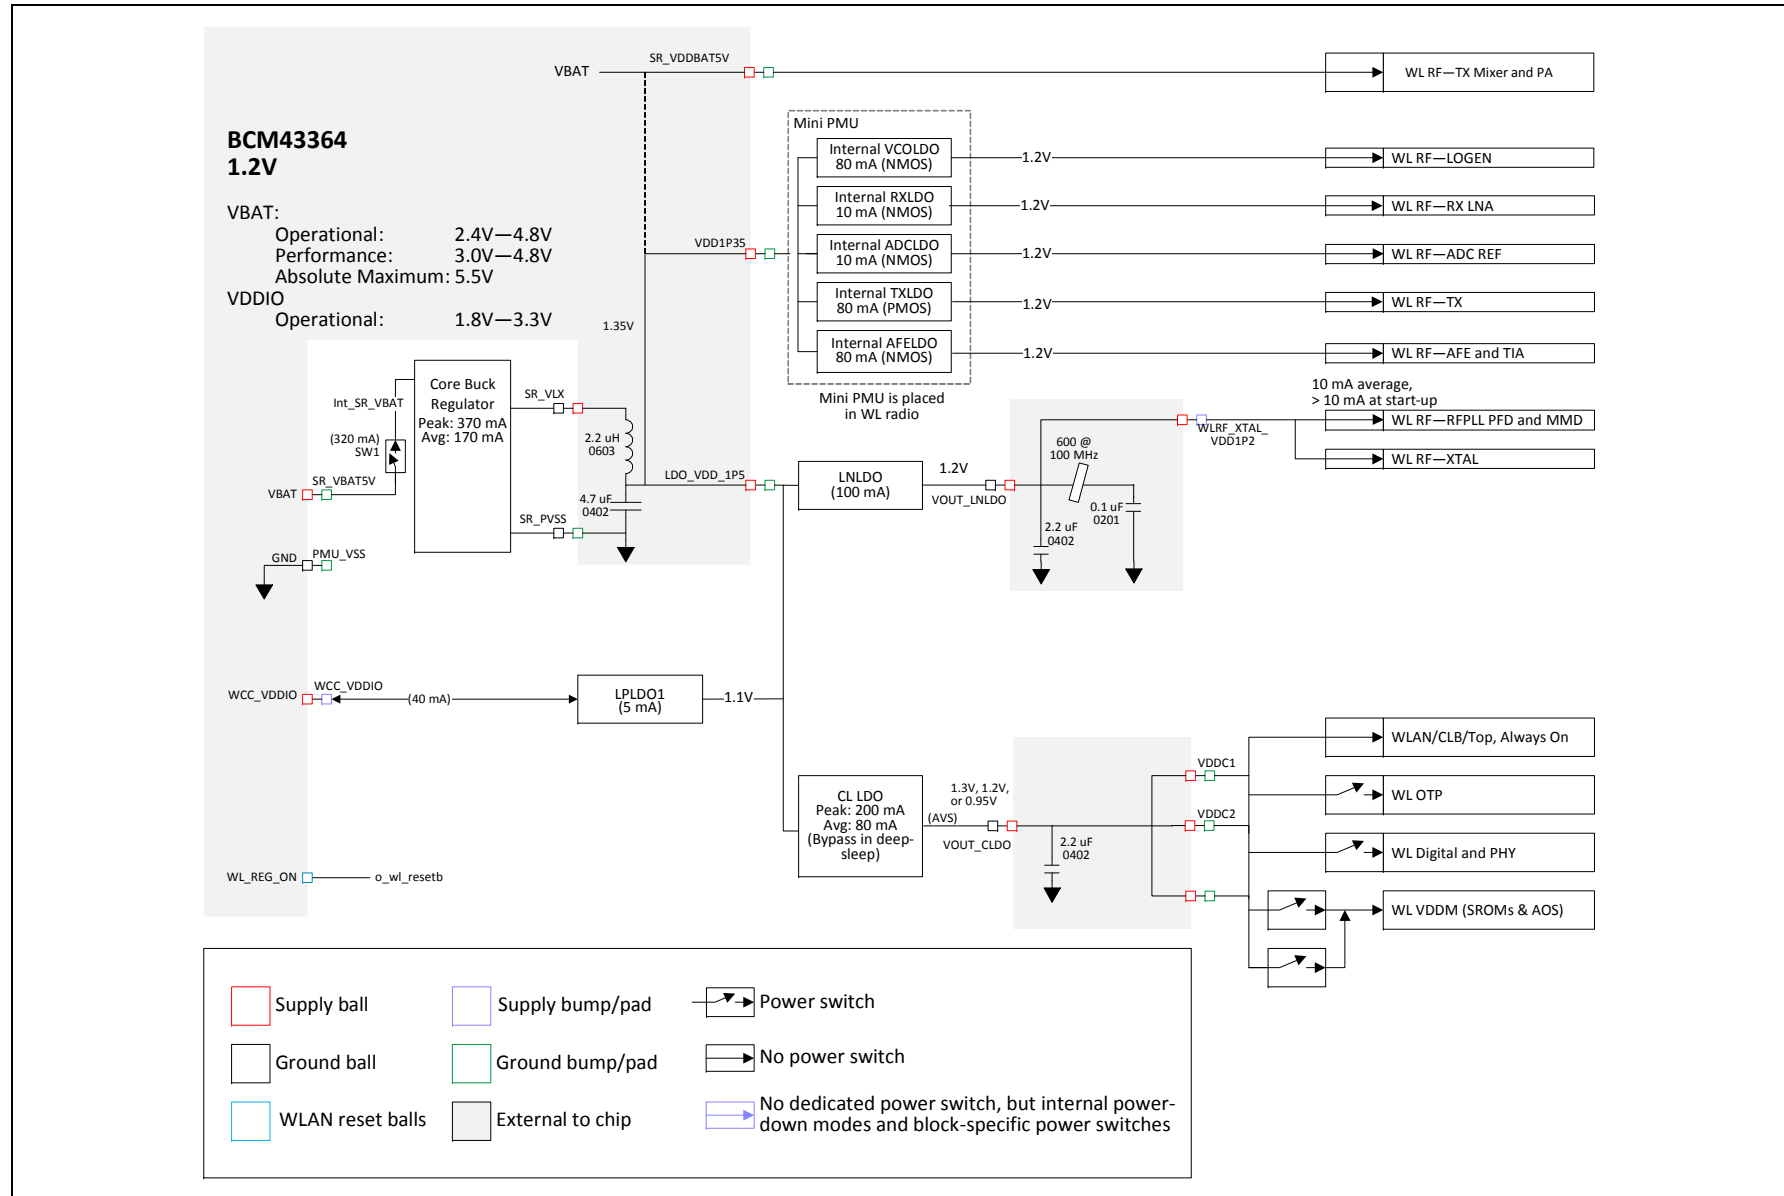 SR_VDDBAT5V
VBAT
WL RF—TX Mixer and PA
BCM43364
1.2V
VBAT:
Operational: 2.4V—4.8V
Performance: 3.0V—4.8V
Absolute Maximum: 5.5V
VDDIO
Operational: 1.8V—3.3V
Mini PMU
Internal VCOLDO
80 mA (NMOS)
1.2V
WL RF—LOGEN
Internal RXLDO
10 mA (NMOS)
1.2V
WL RF—RX LNA
VDD1P35
Internal ADCLDO
10 mA (NMOS)
1.2V
WL RF—ADC REF
Internal TXLDO
80 mA (PMOS)
1.2V
WL RF—TX
1.35V
Internal AFELDO
80 mA (NMOS)
1.2V
WL RF—AFE and TIA
Mini PMU is placed
in WL radio
10 mA average,
> 10 mA at start-up
WL RF—RFPLL PFD and MMD
WL RF—XTAL
WLRF_XTAL_
VDD1P2
Core Buck
Regulator
Peak: 370 mA
Avg: 170 mA
Int_SR_VBAT
(320 mA)
SW1
SR_VBAT5V
VBAT
SR_VLX
2.2 uH
0603
4.7 uF
0402
SR_PVSS
LDO_VDD_1P5
LNLDO
(100 mA)
1.2V
VOUT_LNLDO
600 @
100 MHz
2.2 uF
0402
0.1 uF
0201
GND
PMU_VSS
WCC_VDDIO
WCC_VDDIO
(40 mA)
LPLDO1
(5 mA)
1.1V
CL LDO
Peak: 200 mA
Avg: 80 mA
(Bypass in deep-
sleep)
1.3V, 1.2V,
or 0.95V
(AVS)
VOUT_CLDO
2.2 uF
0402
VDDC1
VDDC2
WLAN/CLB/Top, Always On
WL OTP
WL Digital and PHY
WL VDDM (SROMs & AOS)
WL_REG_ON
o_wl_resetb
Supply ball
Supply bump/pad
Power switch
Ground ball
Ground bump/pad
No power switch
WLAN reset balls
External to chip
No dedicated power switch, but internal power-
down modes and block-specific power switches